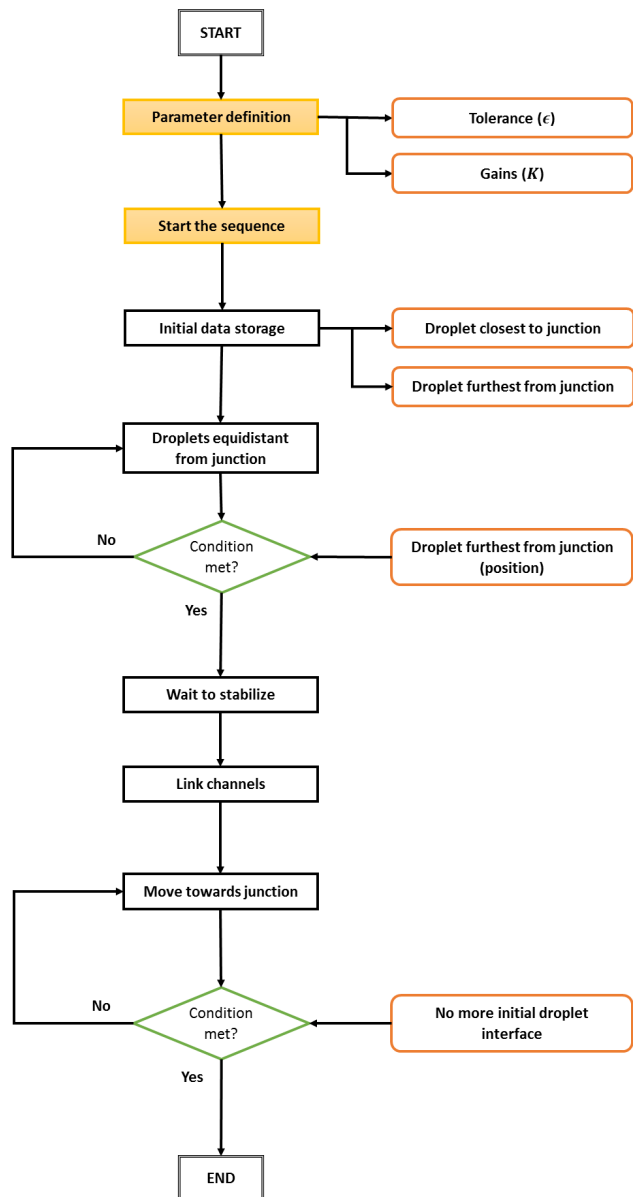 START
Parameter definition
Tolerance (ϵ)
Gains (K)
Start the sequence
Initial data storage
Droplet closest to junction
Droplet furthest from junction
Droplets equidistant
from junction
No
Condition
met?
Droplet furthest from junction
(position)
Yes
Wait to stabilize
Link channels
Move towards junction
No
Condition
met?
No more initial droplet
interface
Yes
END